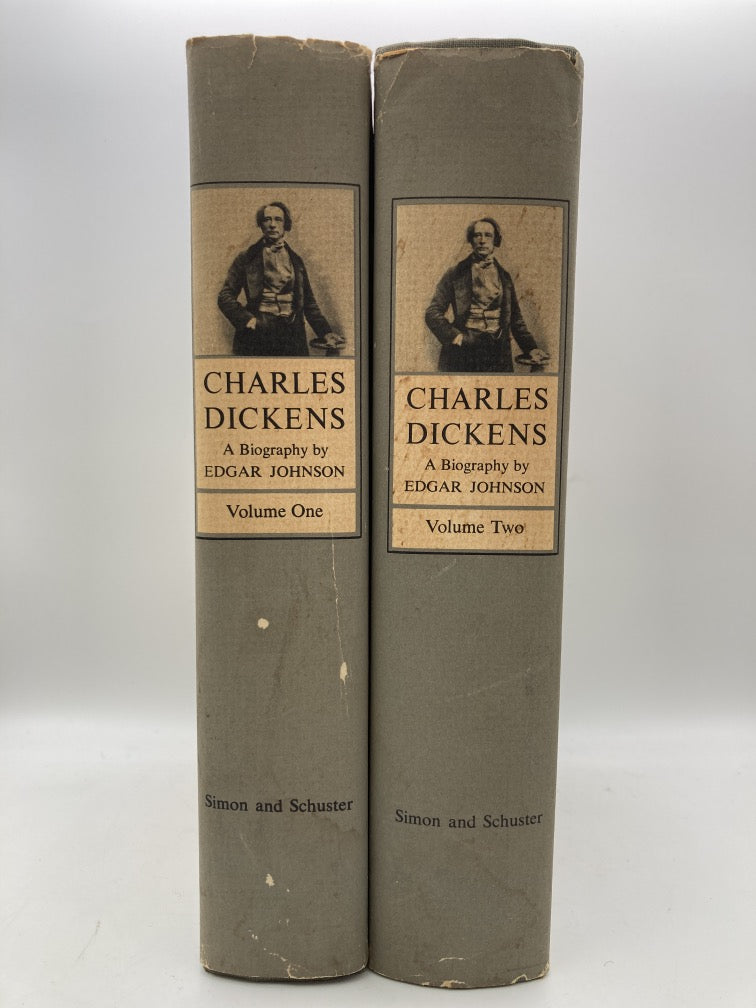 CHARLES
DICKENS
A Biography by
EDGAR JOHNSON
Volume One
Simon and Schuster
CHARLES
DICKENS
A Biography by
EDGAR JOHNSON
Volume Two
Simon and Schuster